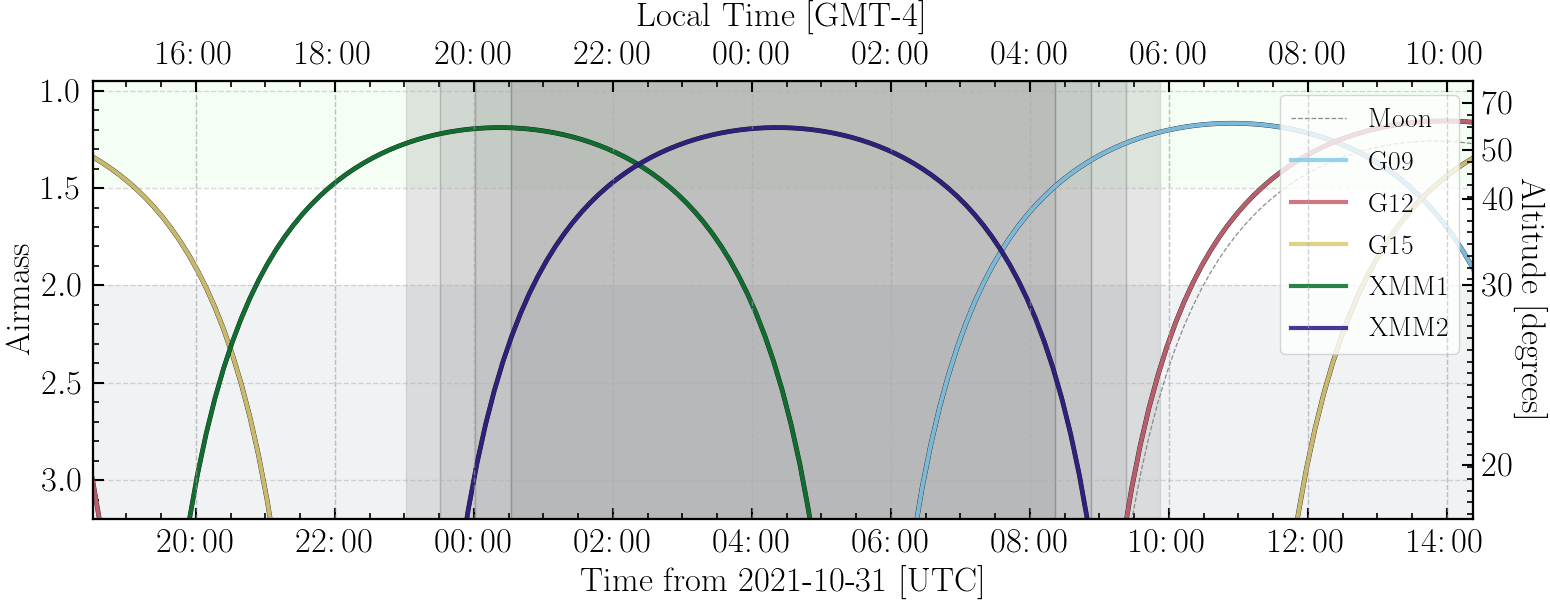 Local Time [GMT-4]
16:00 18:00 20:00 22:00 00:00 02:00 04:00 06:00 08:00 10:00
1.0
1.5
2.0
2.5
3.0
Airmass
70
50
40
30
20
Altitude [degrees]
Moon
G09
G12
G15
XMM1
XMM2
20:00 22:00 00:00 02:00 04:00 06:00 08:00 10:00 12:00 14:00
Time from 2021-10-31 [UTC]